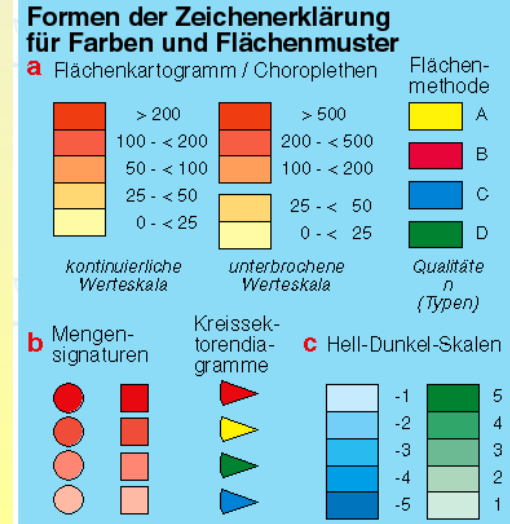 Formen der Zeichenerklärung
für Farben und Flächenmuster
a Flächenkartogramm / Choroplethen
> 200
100 - < 200
50 - < 100
25 - < 50
0 - < 25
kontinuierliche
Werteskala
> 500
200 - < 500
100 - < 200
25 - < 50
0 - < 25
unterbrochene
Werteskala
Flächen-
methode
A
B
C
D
Qualitäte
n
(Typen)
b Mengen-
signaturen
Kreissek-
torendia-
gramme
c Hell-Dunkel-Skalen
-1
-2
-3
-4
-5
5
4
3
2
1